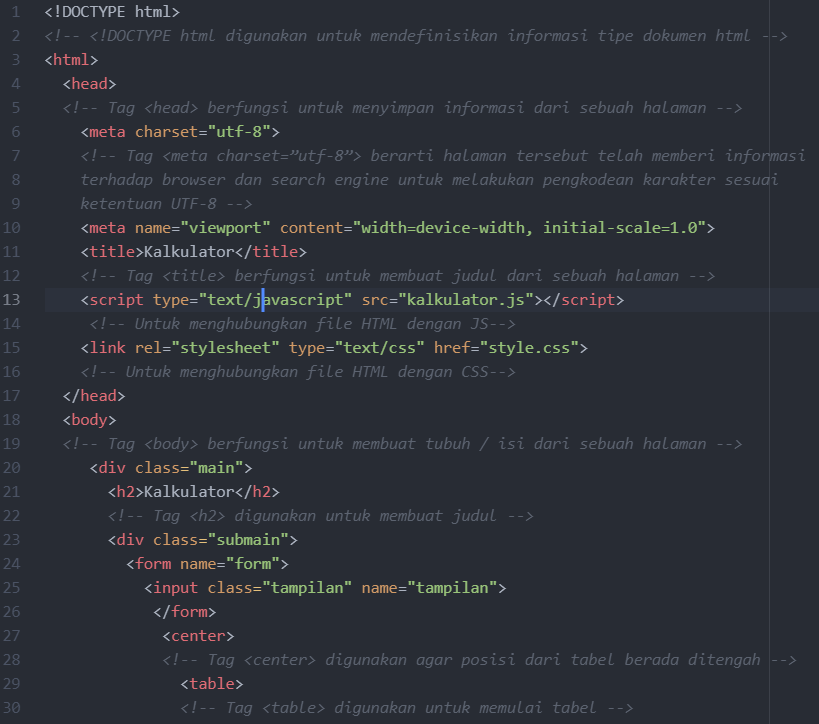 1 <!DOCTYPE html>
2 <!-- <!DOCTYPE html digunakan untuk mendefinisikan informasi tipe dokumen html -->
3 <html>
4 <head>
5 <!-- Tag <head> berfungsi untuk menyimpan informasi dari sebuah halaman -->
6 <meta charset="utf-8">
7 <!-- Tag <meta charset=”utf-8”> berarti halaman tersebut telah memberi informasi
8 terhadap browser dan search engine untuk melakukan pengkodean karakter sesuai
9 ketentuan UTF-8 -->
10 <meta name="viewport" content="width=device-width, initial-scale=1.0">
11 <title>Kalkulator</title>
12 <!-- Tag <title> berfungsi untuk membuat judul dari sebuah halaman -->
13 <script type="text/javascript" src="kalkulator.js"></script>
14 <!-- Untuk menghubungkan file HTML dengan JS-->
15 <link rel="stylesheet" type="text/css" href="style.css">
16 <!-- Untuk menghubungkan file HTML dengan CSS-->
17 </head>
18 <body>
19 <!-- Tag <body> berfungsi untuk membuat tubuh / isi dari sebuah halaman -->
20 <div class="main">
21 <h2>Kalkulator</h2>
22 <!-- Tag <h2> digunakan untuk membuat judul -->
23 <div class="submain">
24 <form name="form">
25 <input class="tampilan" name="tampilan">
26 </form>
27 <center>
28 <!-- Tag <center> digunakan agar posisi dari tabel berada ditengah -->
29 <table>
30 <!-- Tag <table> digunakan untuk memulai tabel -->